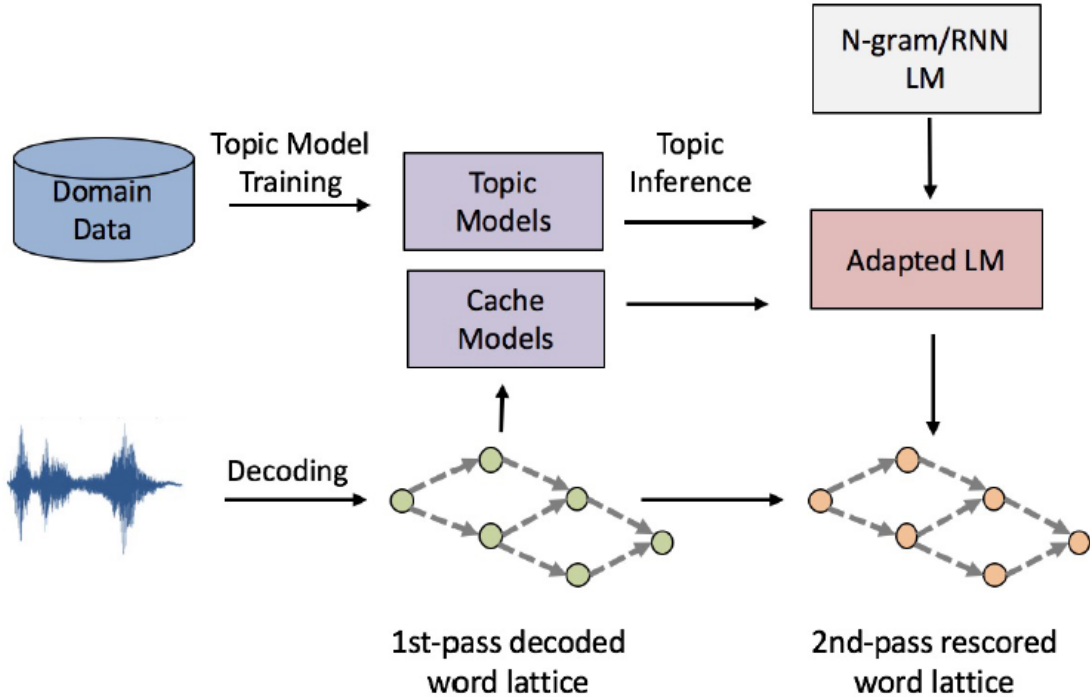 N-gram/RNN
LM
Topic Model
Training
Topic
Inference
Domain
Data
Topic
Models
Adapted LM
Cache
Models
Decoding
1st-pass decoded
word lattice
2nd-pass rescored
word lattice